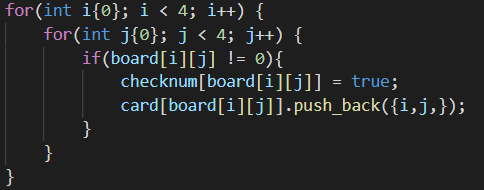 for(int i{0}; i < 4; i++) {
    for(int j{0}; j < 4; j++) {
        if(board[i][j] != 0){
            checknum[board[i][j]] = true;
            card[board[i][j]].push_back({i,j,});
        }
    }
}